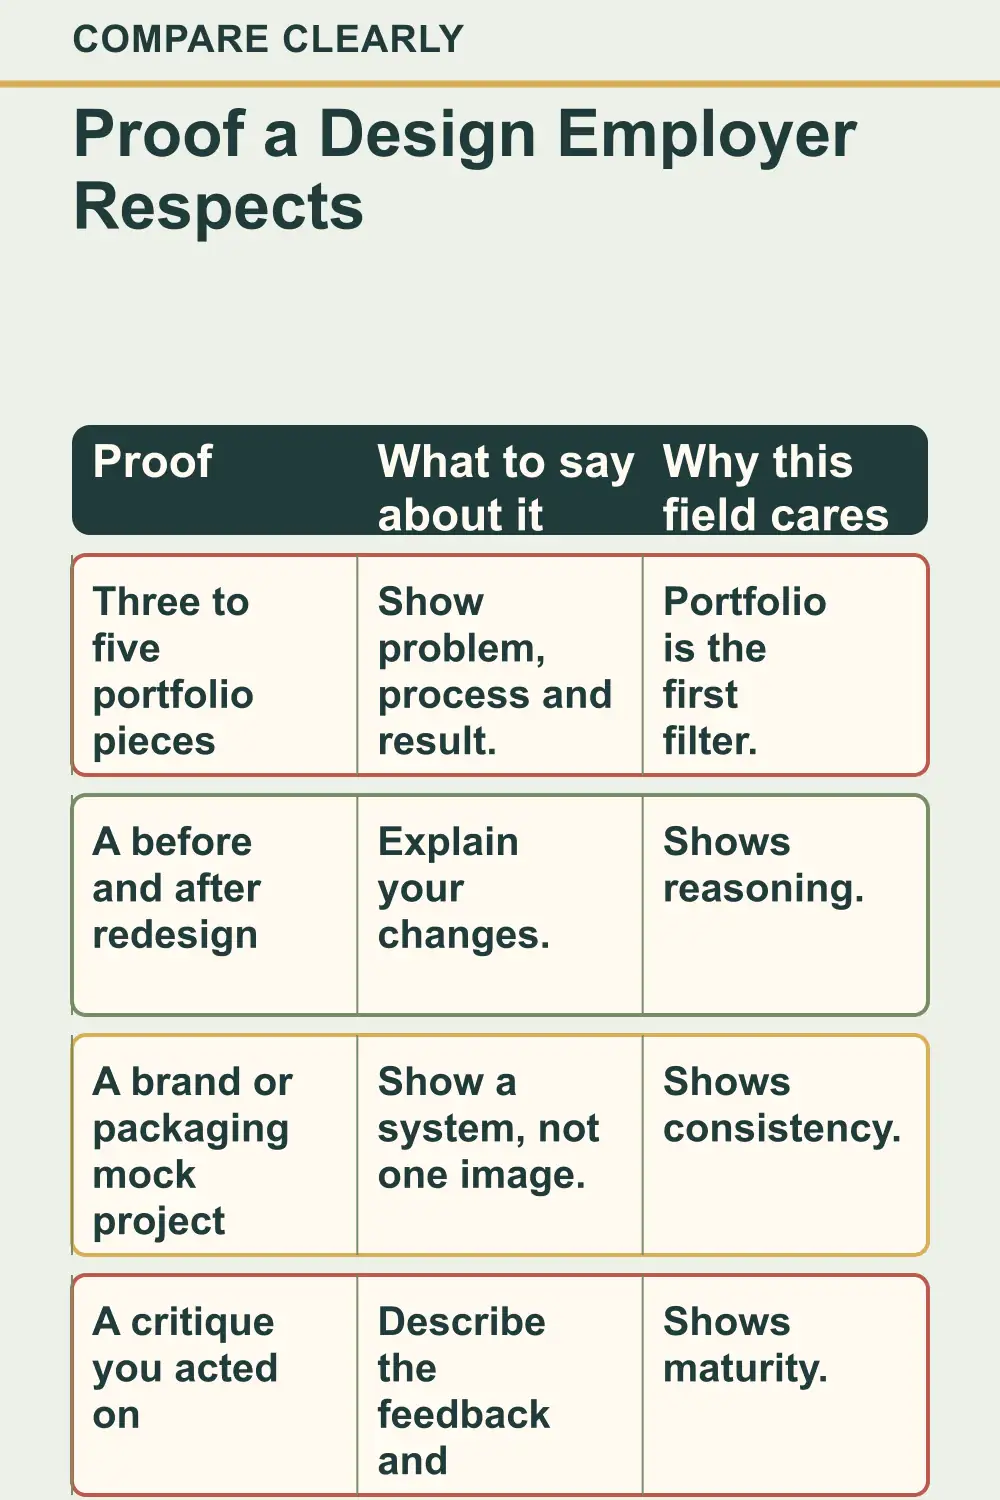 COMPARE CLEARLY
Proof a Design Employer
Respects
Proof
What to say
about it
Why this
field cares
Three to
five
portfolio
pieces
Show
problem,
process and
result.
Portfolio
is the
first
filter.
A before
and after
redesign
Explain
your
changes.
Shows
reasoning.
A brand or
packaging
mock
project
Show a
system, not
one image.
Shows
consistency.
A critique
you acted
on
Describe
the
feedback
and
Shows
maturity.